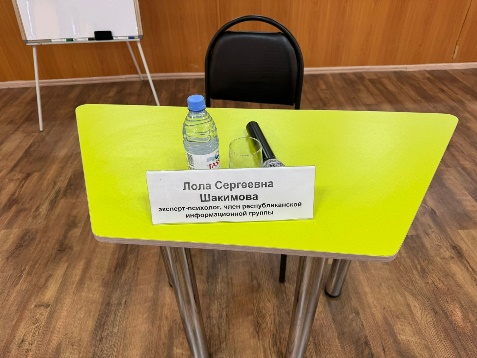 Лола Сергеевна
Шакимова
эксперт-психолог, член республиканской
информационной группы